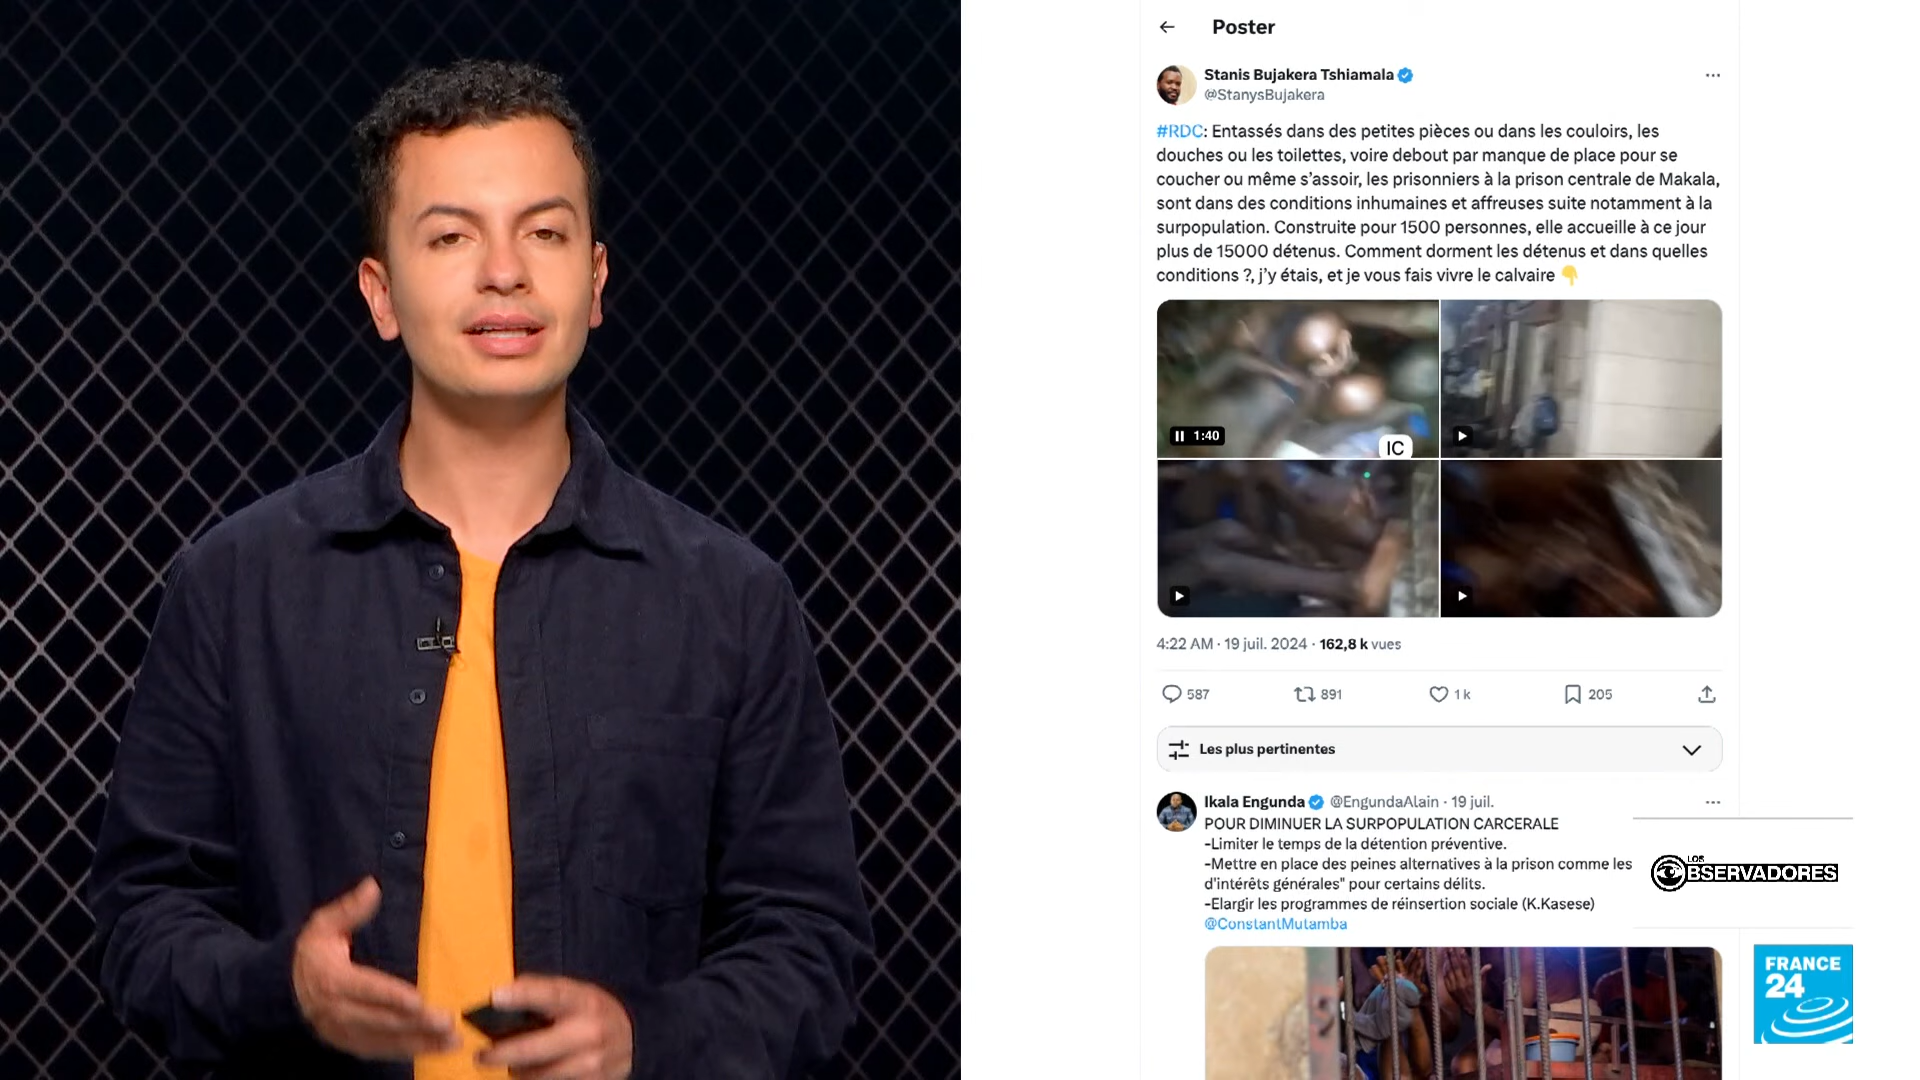 Poster
Stanis Bujakera Tshiamala
@StanysBujakera
#RDC: Entassés dans des petites pièces ou dans les couloirs, les
douches ou les toilettes, voire debout par manque de place pour se
coucher ou même s’assoir, les prisonniers à la prison centrale de Makala,
sont dans des conditions inhumaines et affreuses suite notamment à la
surpopulation. Construite pour 1500 personnes, elle accueille à ce jour
plus de 15000 détenus. Comment dorment les détenus et dans quelles
conditions ?, j’y étais, et je vous fais vivre le calvaire 👇
1:40
IC
4:22 AM · 19 juil. 2024 · 162,8 k vues
587 891 1 k 205
Les plus pertinentes
Ikala Engunda @EngundaAlain · 19 juil.
POUR DIMINUER LA SURPOPULATION CARCERALE
-Limiter le temps de la détention préventive.
-Mettre en place des peines alternatives à la prison comme les
d'intérêts générales" pour certains délits.
-Elargir les programmes de réinsertion sociale (K.Kasese)
@ConstantMutamba
LOS
OBSERVADORES
FRANCE
24